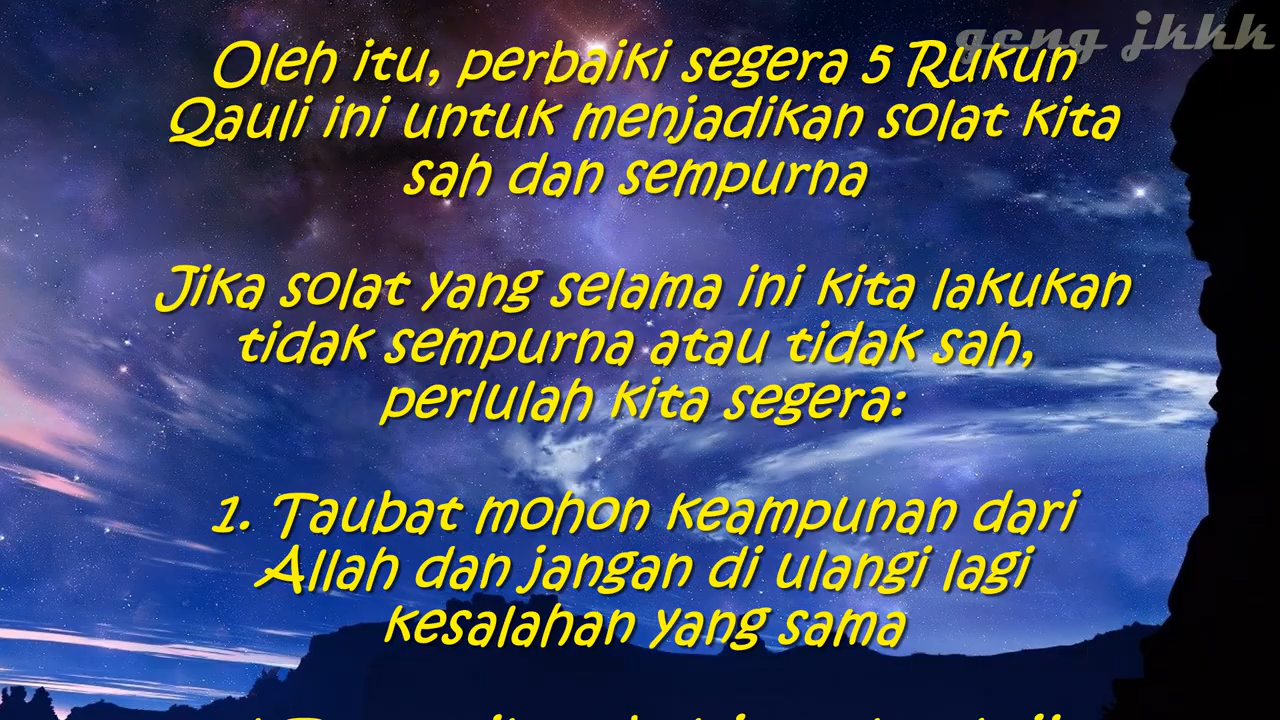 geng jkkk
Oleh itu, perbaiki segera 5 Rukun
Qauli ini untuk menjadikan solat kita
sah dan sempurna
Jika solat yang selama ini kita lakukan
tidak sempurna atau tidak sah,
perlulah kita segera:
1. Taubat mohon keampunan dari
Allah dan jangan di ulangi lagi
kesalahan yang sama